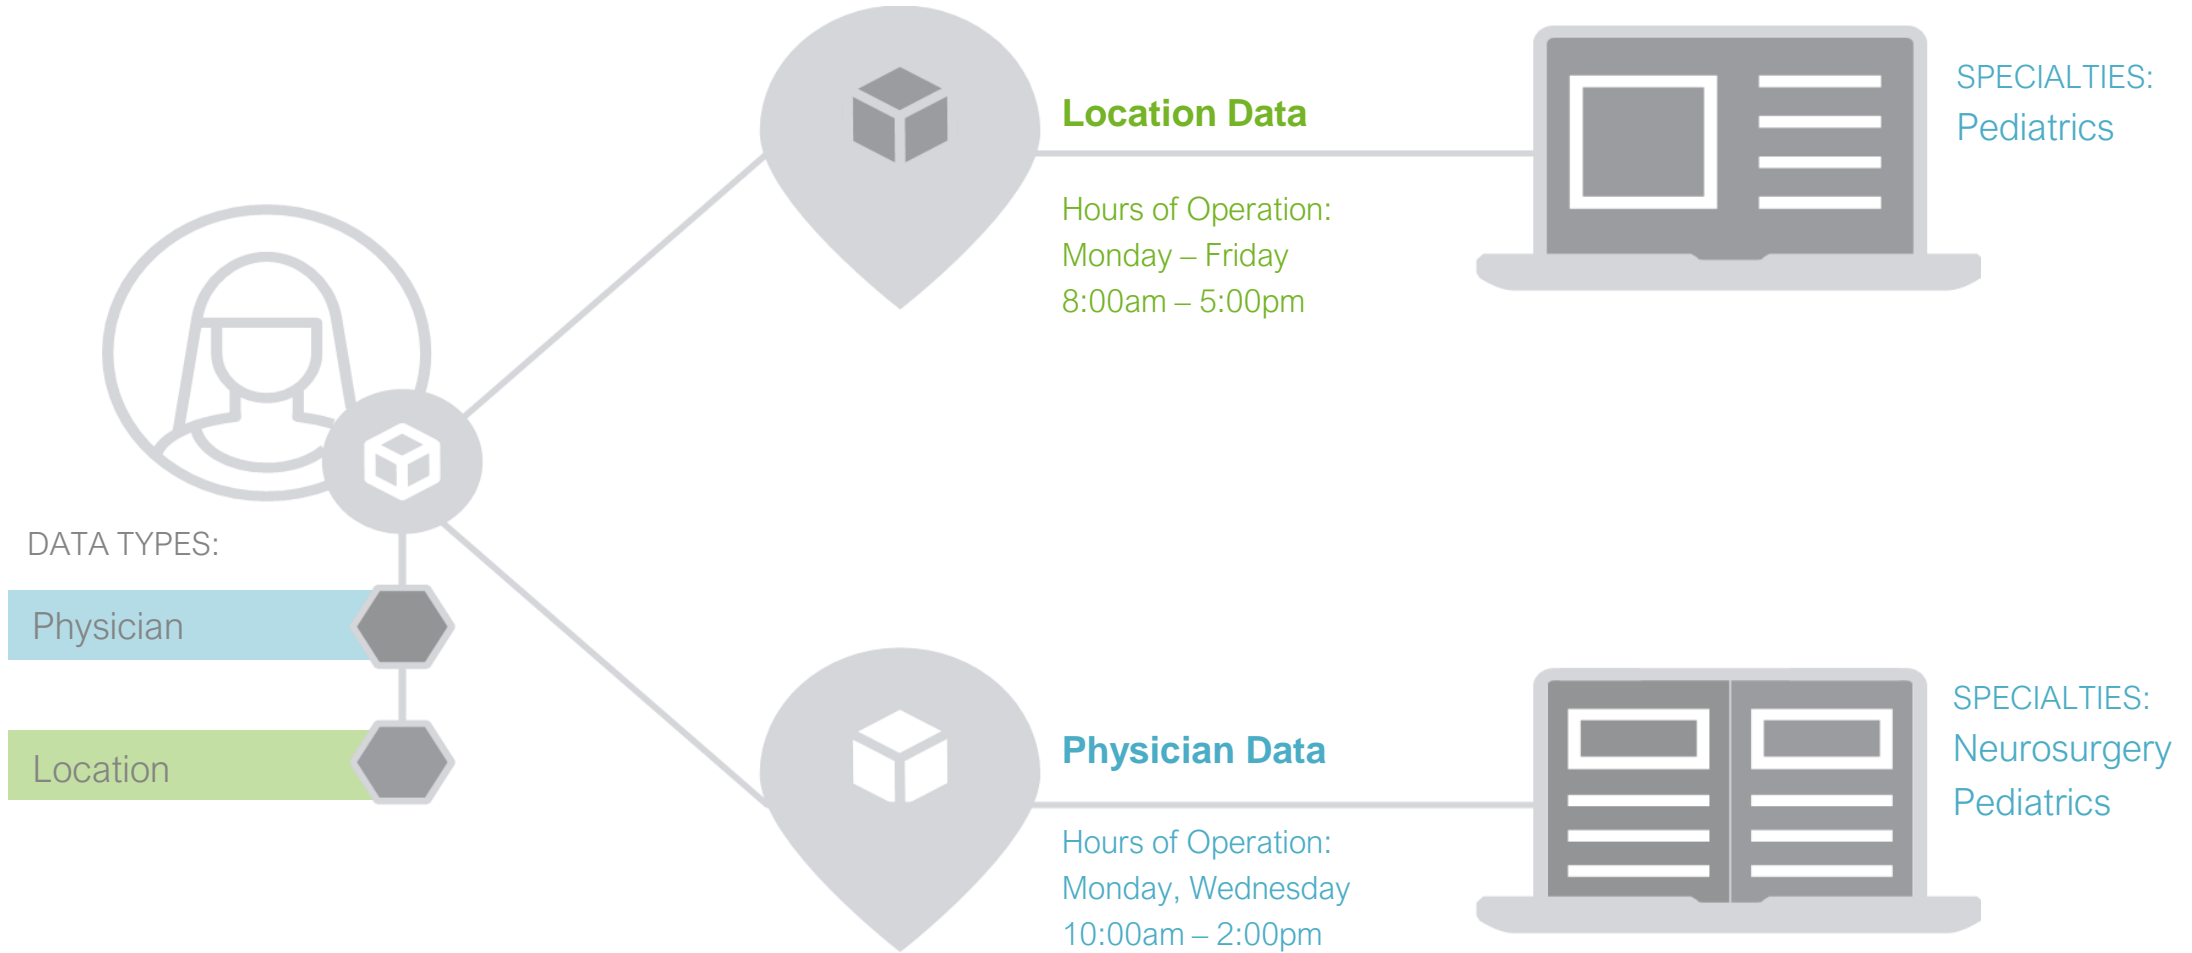 Location Data
Hours of Operation:
Monday – Friday
8:00am – 5:00pm
SPECIALTIES:
Pediatrics
DATA TYPES:
Physician
Location
Physician Data
Hours of Operation:
Monday, Wednesday
10:00am – 2:00pm
SPECIALTIES:
Neurosurgery
Pediatrics